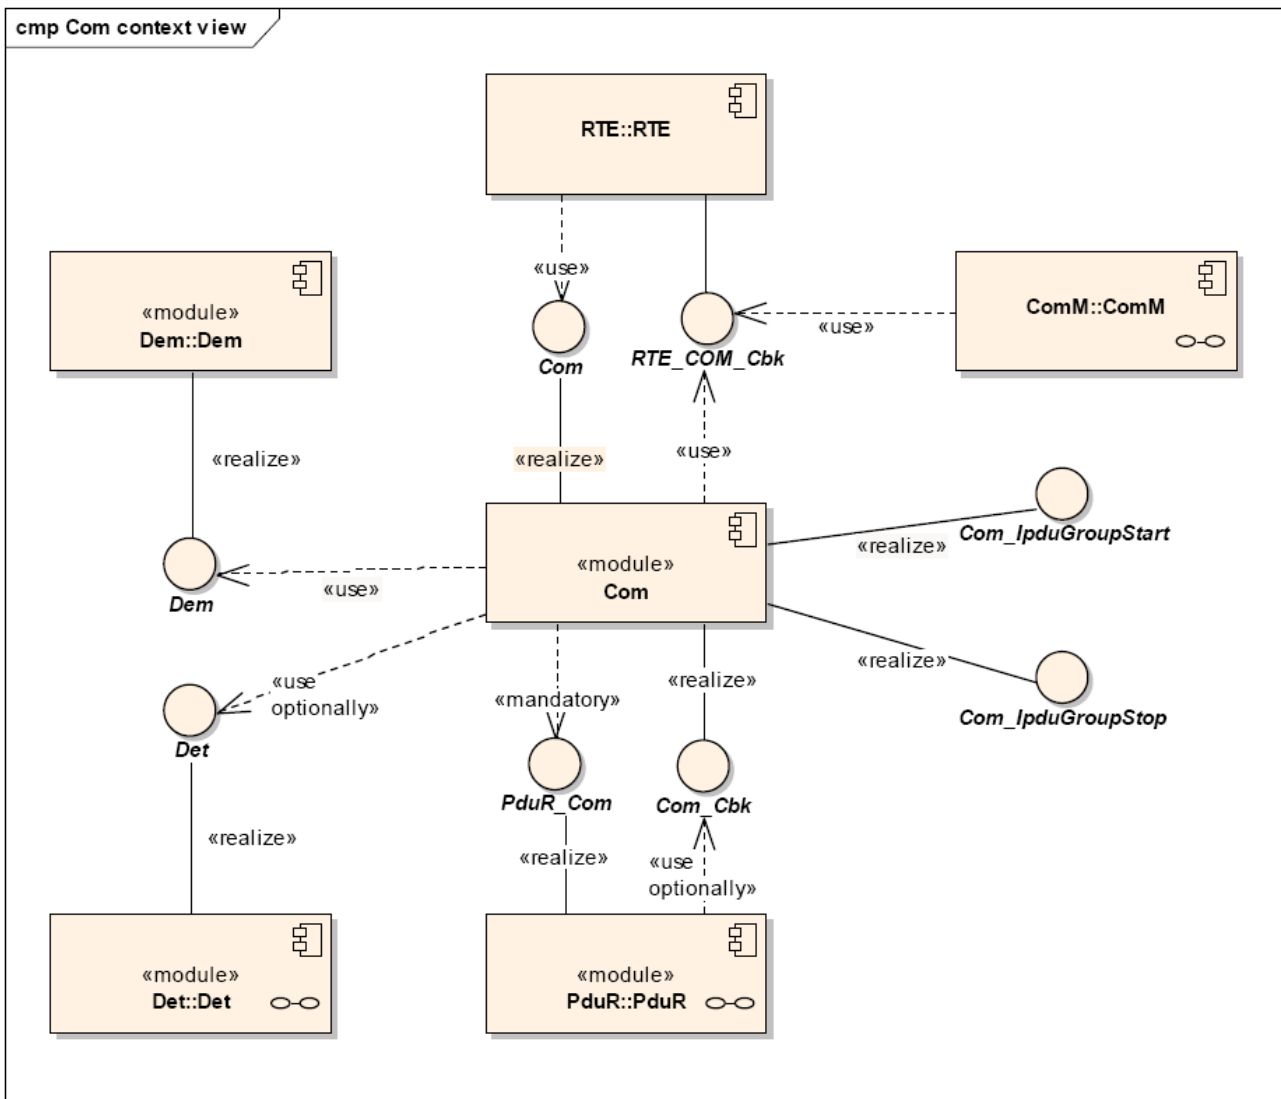 cmp Com context view
RTE::RTE
«use»
Com
RTE_COM_Cbk
«use»
ComM::ComM
«module»
Dem::Dem
«realize»
«realize»
«use»
Com_IpduGroupStart
«realize»
«module»
Com
Dem
«use»
«realize»
Com_IpduGroupStop
«use
optionally»
Det
«mandatory»
«realize»
PduR_Com
Com_Cbk
«realize»
«realize»
«use
optionally»
«module»
Det::Det
«module»
PduR::PduR